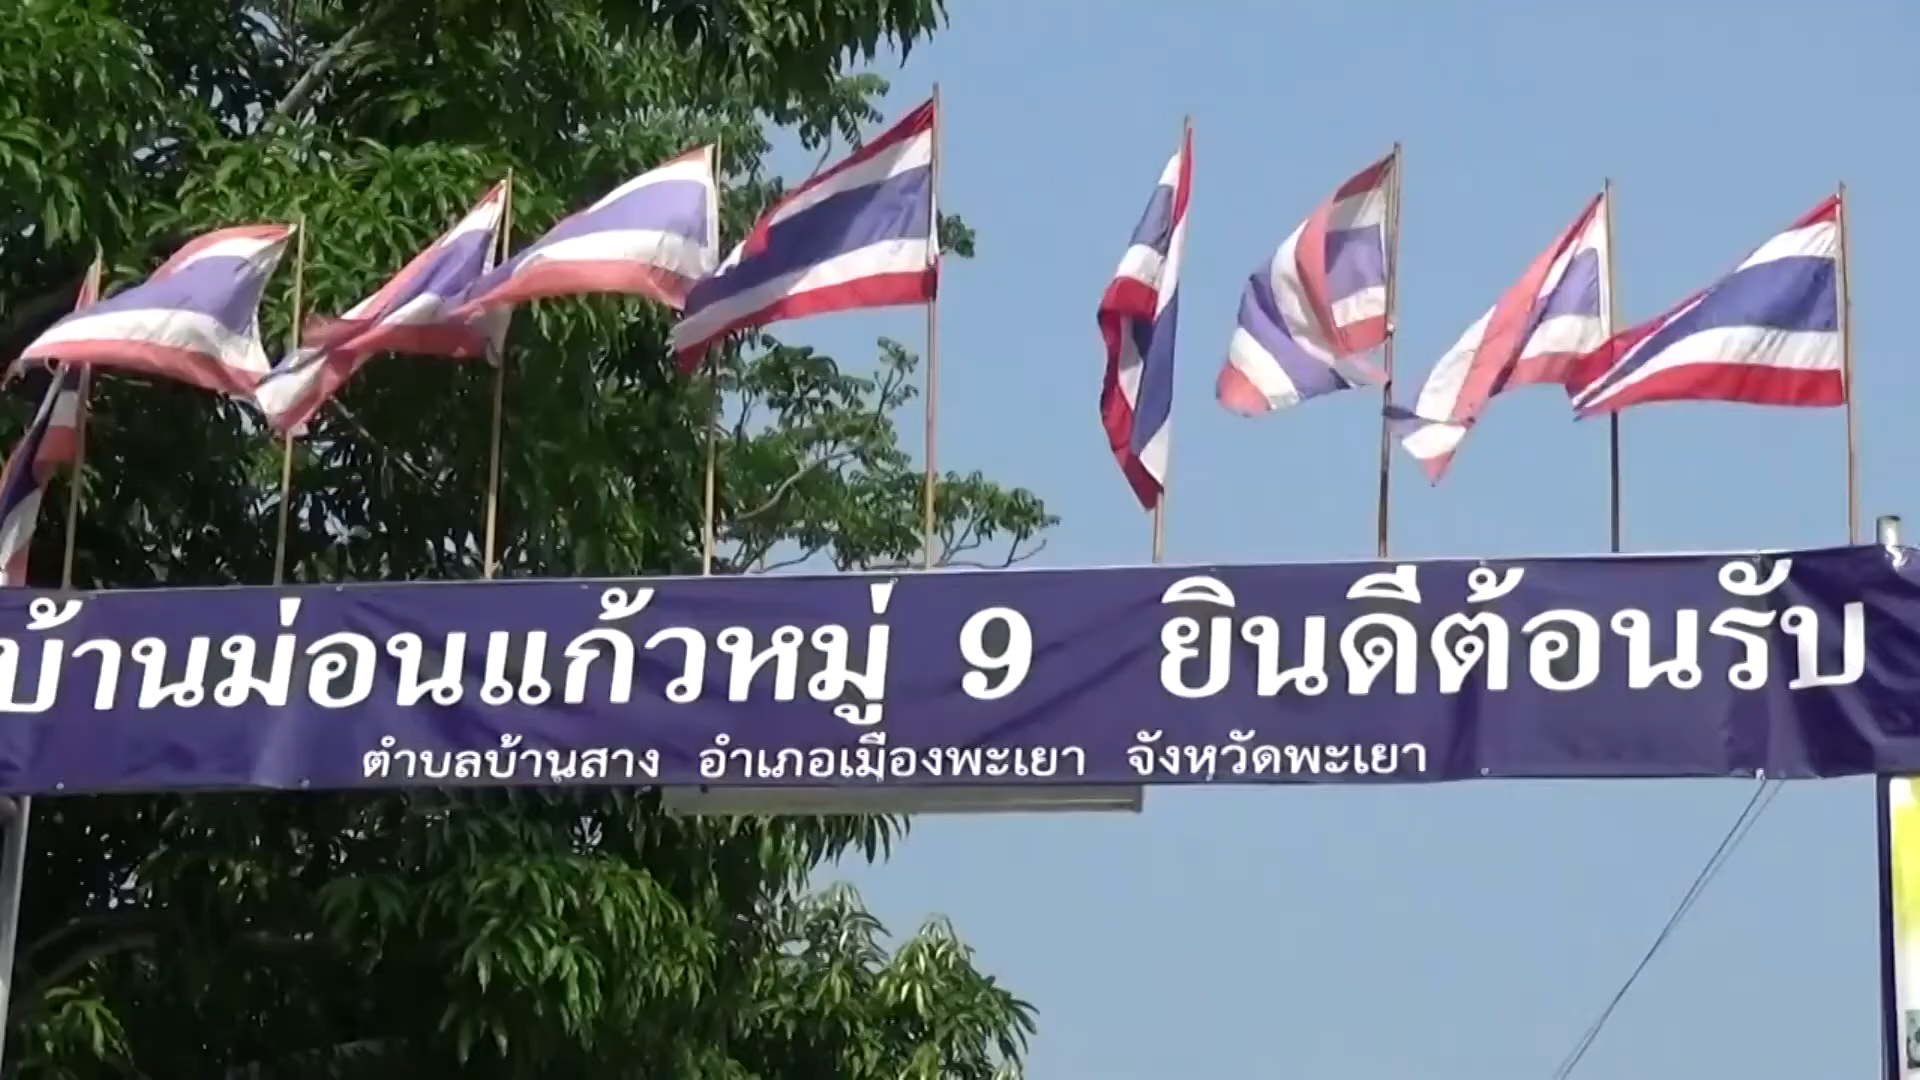 บ้านม่อนแก้วหมู่ 9 ยินดีต้อนรับ
ตำบลบ้านสาง อำเภอเมืองพะเยา จังหวัดพะเยา